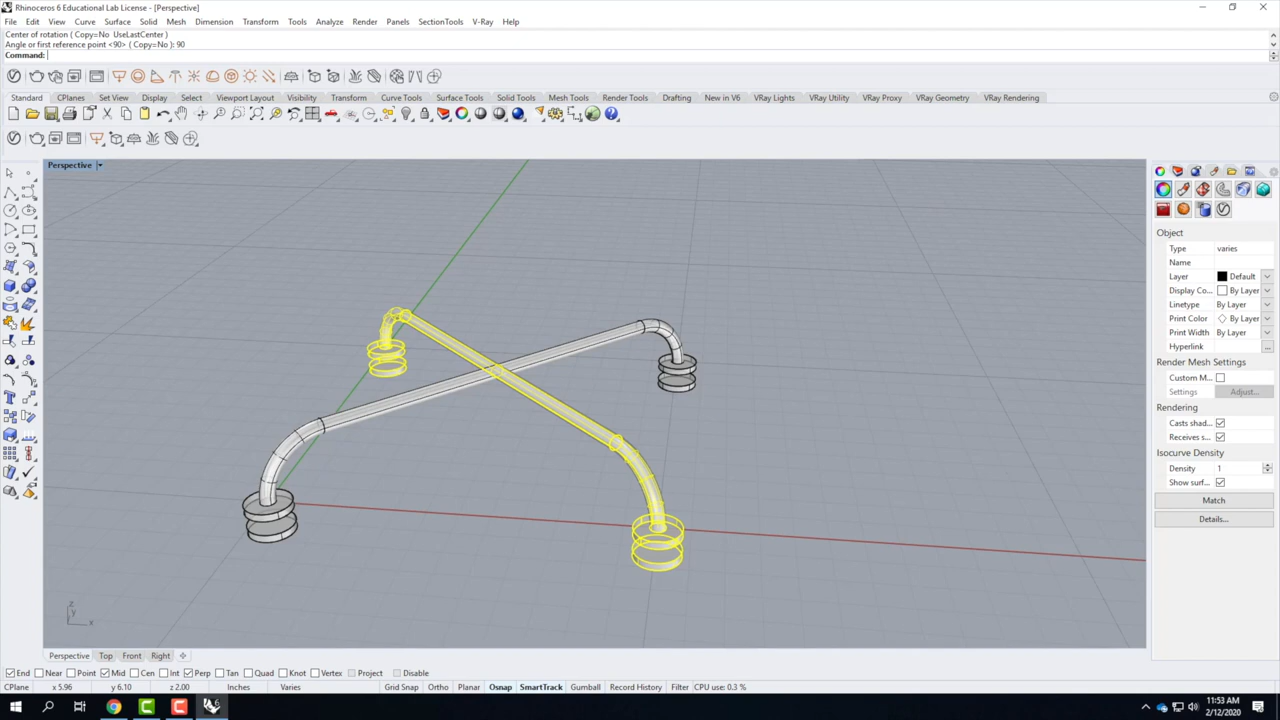 Rhinoceros 6 Educational Lab License - [Perspective]
File Edit View Curve Surface Solid Mesh Dimension Transform Tools Analyze Render Panels SectionTools V-Ray Help
Center of rotation ( Copy=No UseLastCenter )
Angle or first reference point <90> ( Copy=No ): 90
Command:
Standard CPlanes Set View Display Select Viewport Layout Visibility Transform Curve Tools Surface Tools Solid Tools Mesh Tools Render Tools Drafting New in V6 VRay Lights VRay Utility VRay Proxy VRay Geometry VRay Rendering
Perspective
Object
Type varies
Name
Layer Default
Display Co... By Layer
Linetype By Layer
Print Color By Layer
Print Width By Layer
Hyperlink ...
Render Mesh Settings
Custom M...
Settings Adjust...
Rendering
Casts shad...
Receives s...
Isocurve Density
Density 1
Show surf...
Match
Details...
z
y
x
Perspective Top Front Right
End Near Point Mid Cen Int Perp Tan Quad Knot Vertex Project Disable
CPlane x 5.96 y 6.10 z 2.00 Inches Varies Grid Snap Ortho Planar Osnap SmartTrack Gumball Record History Filter CPU use: 0.3 %
11:53 AM
2/12/2020